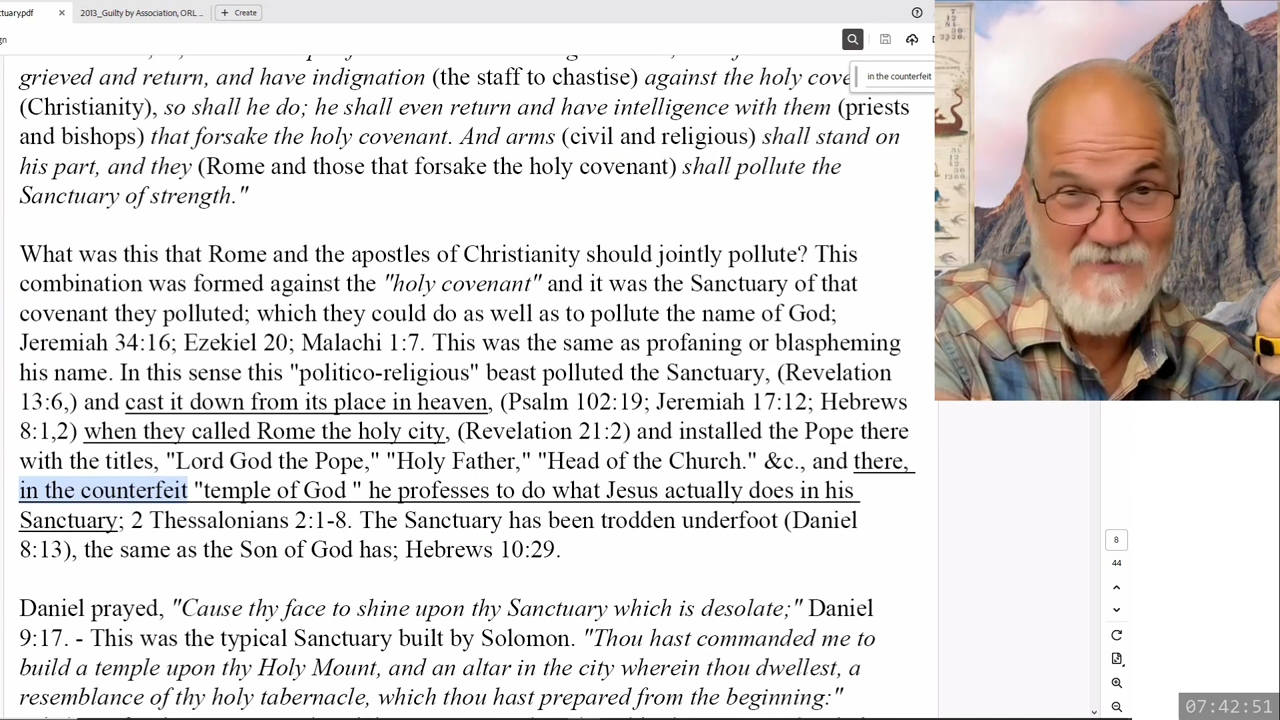 ctuary.pdf
2013_Guilty by Association, ORL ...
Create
gn
in the counterfeit
grieved and return, and have indignation (the staff to chastise) against the holy cove
(Christianity), so shall he do; he shall even return and have intelligence with them (priests
and bishops) that forsake the holy covenant. And arms (civil and religious) shall stand on
his part, and they (Rome and those that forsake the holy covenant) shall pollute the
Sanctuary of strength."
What was this that Rome and the apostles of Christianity should jointly pollute? This
combination was formed against the "holy covenant" and it was the Sanctuary of that
covenant they polluted; which they could do as well as to pollute the name of God;
Jeremiah 34:16; Ezekiel 20; Malachi 1:7. This was the same as profaning or blaspheming
his name. In this sense this "politico-religious" beast polluted the Sanctuary, (Revelation
13:6,) and cast it down from its place in heaven, (Psalm 102:19; Jeremiah 17:12; Hebrews
8:1,2) when they called Rome the holy city, (Revelation 21:2) and installed the Pope there
with the titles, "Lord God the Pope," "Holy Father," "Head of the Church." &c., and there,
in the counterfeit "temple of God " he professes to do what Jesus actually does in his
Sanctuary; 2 Thessalonians 2:1-8. The Sanctuary has been trodden underfoot (Daniel
8:13), the same as the Son of God has; Hebrews 10:29.
Daniel prayed, "Cause thy face to shine upon thy Sanctuary which is desolate;" Daniel
9:17. - This was the typical Sanctuary built by Solomon. "Thou hast commanded me to
build a temple upon thy Holy Mount, and an altar in the city wherein thou dwellest, a
resemblance of thy holy tabernacle, which thou hast prepared from the beginning:"
8
44
07:42:51